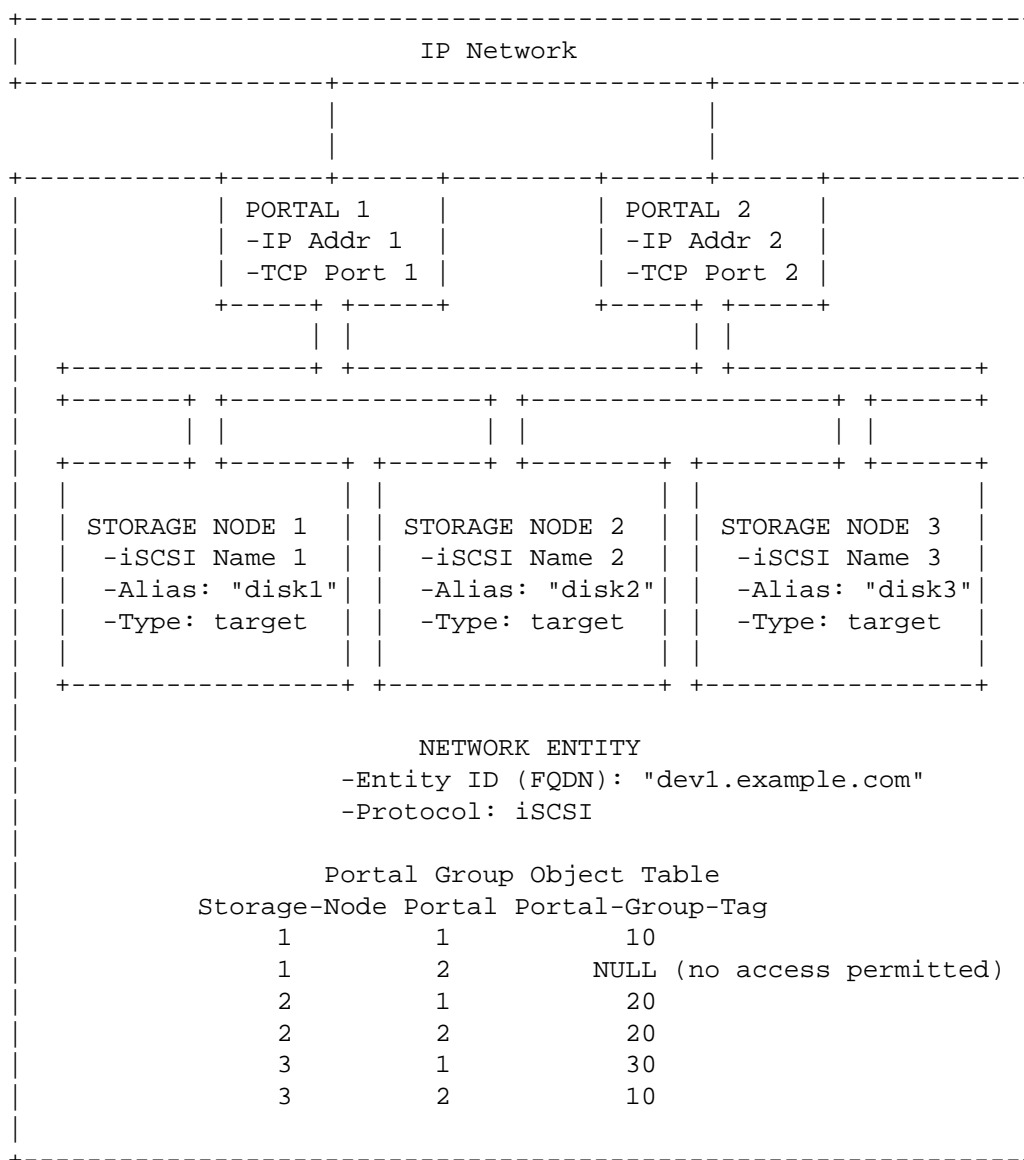 IP Network
PORTAL 1 PORTAL 2
-IP Addr 1 -IP Addr 2
-TCP Port 1 -TCP Port 2
STORAGE NODE 1 STORAGE NODE 2 STORAGE NODE 3
-iSCSI Name 1 -iSCSI Name 2 -iSCSI Name 3
-Alias: "disk1" -Alias: "disk2" -Alias: "disk3"
-Type: target -Type: target -Type: target
NETWORK ENTITY
-Entity ID (FQDN): "dev1.example.com"
-Protocol: iSCSI
Portal Group Object Table
Storage-Node Portal Portal-Group-Tag
1 1 10
1 2 NULL (no access permitted)
2 1 20
2 2 20
3 1 30
3 2 10